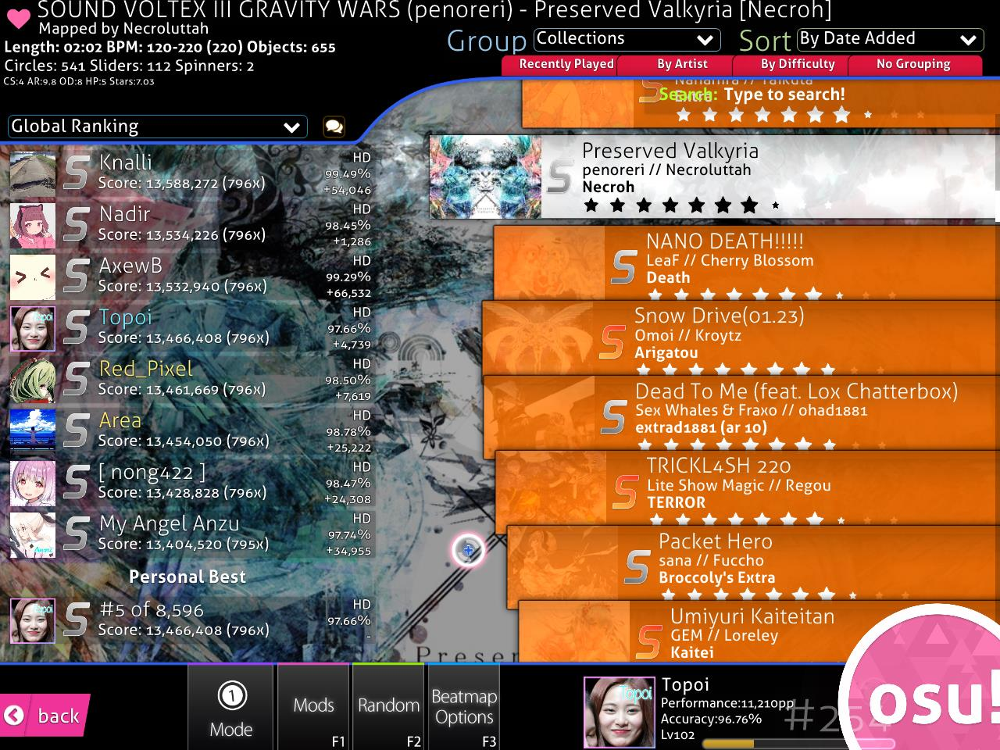 SOUND VOLTEX III GRAVITY WARS (penoreri) - Preserved Valkyria [Necroh]
Mapped by Necroluttah
Length: 02:02 BPM: 120-220 (220) Objects: 655
Circles: 541 Sliders: 112 Spinners: 2
CS:4 AR:9.8 OD:8 HP:5 Stars:7.03
Group Collections
Sort By Date Added
Recently Played By Artist By Difficulty No Grouping
Global Ranking
Search: Type to search!
Extra
S Knalli HD
Score: 13,588,272 (796x) 99.49%
+54,046
S Nadir HD
Score: 13,534,226 (796x) 98.45%
+1,286
S AxewB HD
Score: 13,532,940 (796x) 99.29%
+66,532
S Topoi HD
Score: 13,466,408 (796x) 97.66%
+4,739
S Red_Pixel HD
Score: 13,461,669 (796x) 98.50%
+7,619
S Area HD
Score: 13,454,050 (796x) 98.78%
+25,222
S [ nong422 ] HD
Score: 13,428,828 (796x) 98.47%
+24,308
S My Angel Anzu HD
Score: 13,404,520 (795x) 97.74%
+34,955
Personal Best
S #5 of 8,596 HD
Score: 13,466,408 (796x) 97.66%
-
S Preserved Valkyria
penoreri // Necroluttah
Necroh
S NANO DEATH!!!!!
LeaF // Cherry Blossom
Death
S Snow Drive(01.23)
Omoi // Kroytz
Arigatou
S Dead To Me (feat. Lox Chatterbox)
Sex Whales & Fraxo // ohad1881
extrad1881 (ar 10)
S TRICKL4SH 220
Lite Show Magic // Regou
TERROR
S Packet Hero
sana // Fuccho
Broccoly's Extra
S Umiyuri Kaiteitan
GEM // Loreley
Kaitei
Preser
back
1
Mode
Mods
F1
Random
F2
Beatmap
Options
F3
Topoi
Topoi
Performance:11,210pp
Accuracy:96.76%
Lv102
#254
osu!